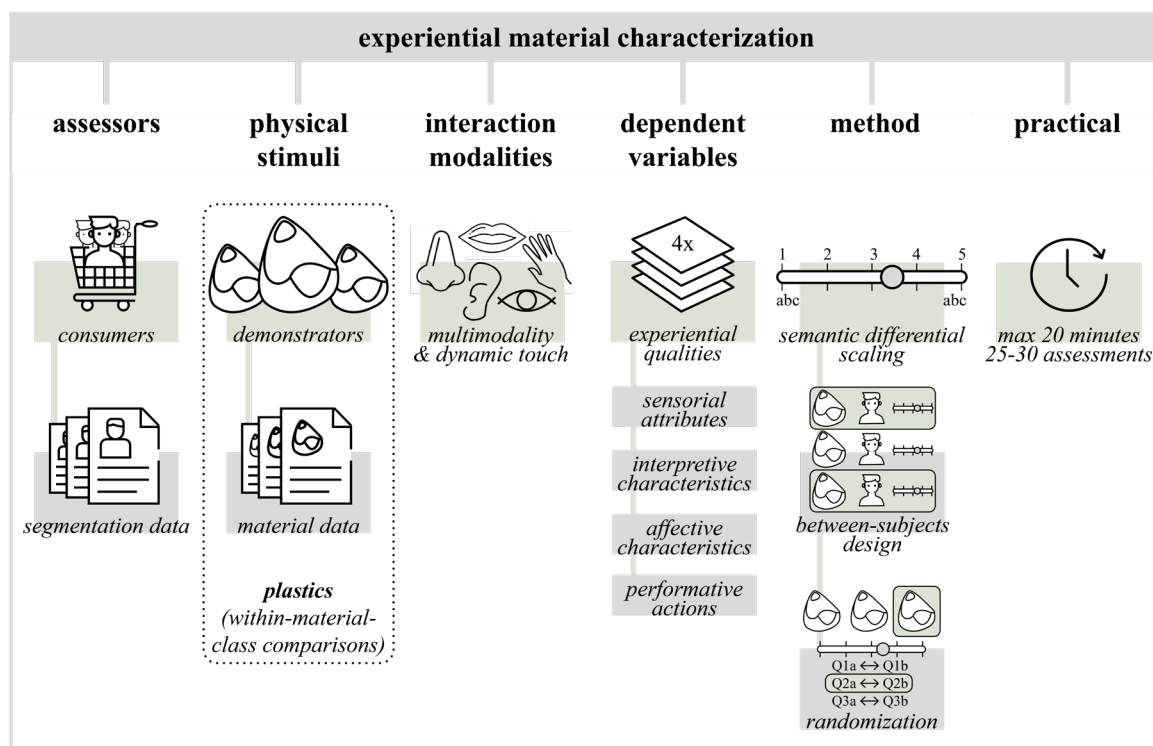 experiential material characterization
assessors
physical
stimuli
interaction
modalities
dependent
variables
method
practical
consumers
segmentation data
demonstrators
material data
plastics
(within-material-
class comparisons)
multimodality
& dynamic touch
4x
experiential
qualities
sensorial
attributes
interpretive
characteristics
affective
characteristics
performative
actions
1 2 3 4 5
abc abc
semantic differential
scaling
between-subjects
design
Q1a ↔ Q1b
Q2a ↔ Q2b
Q3a ↔ Q3b
randomization
max 20 minutes
25-30 assessments